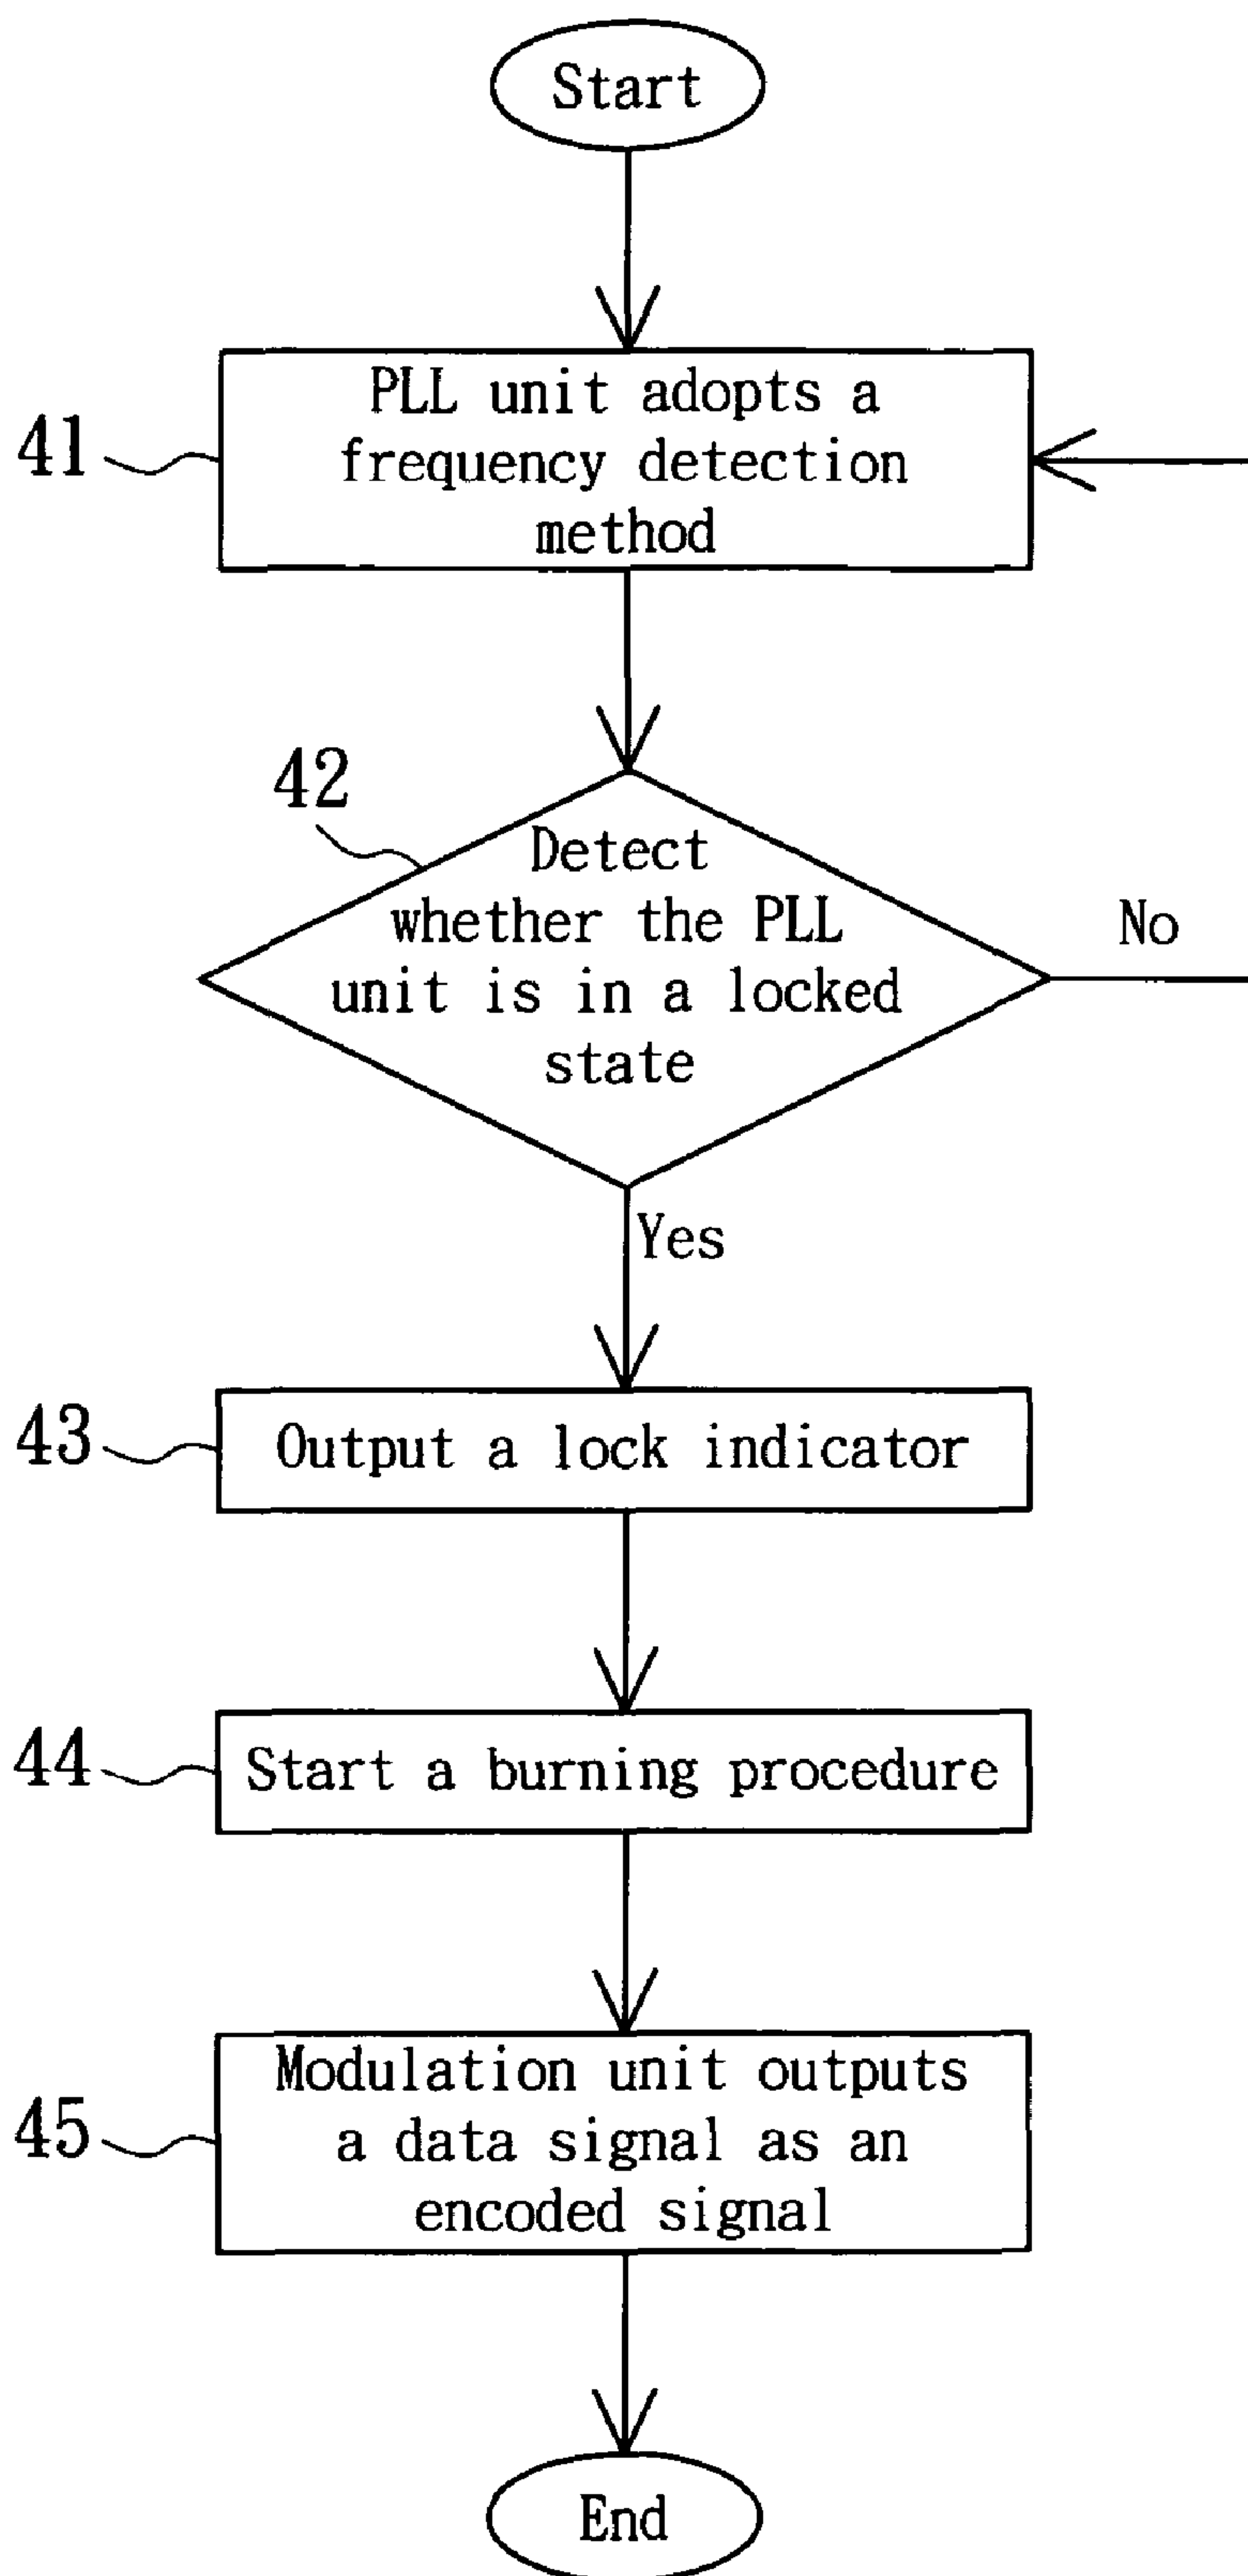 Start
41
PLL unit adopts a
frequency detection
method
42
Detect
whether the PLL
unit is in a locked
state
No
Yes
43
Output a lock indicator
44
Start a burning procedure
45
Modulation unit outputs
a data signal as an
encoded signal
End